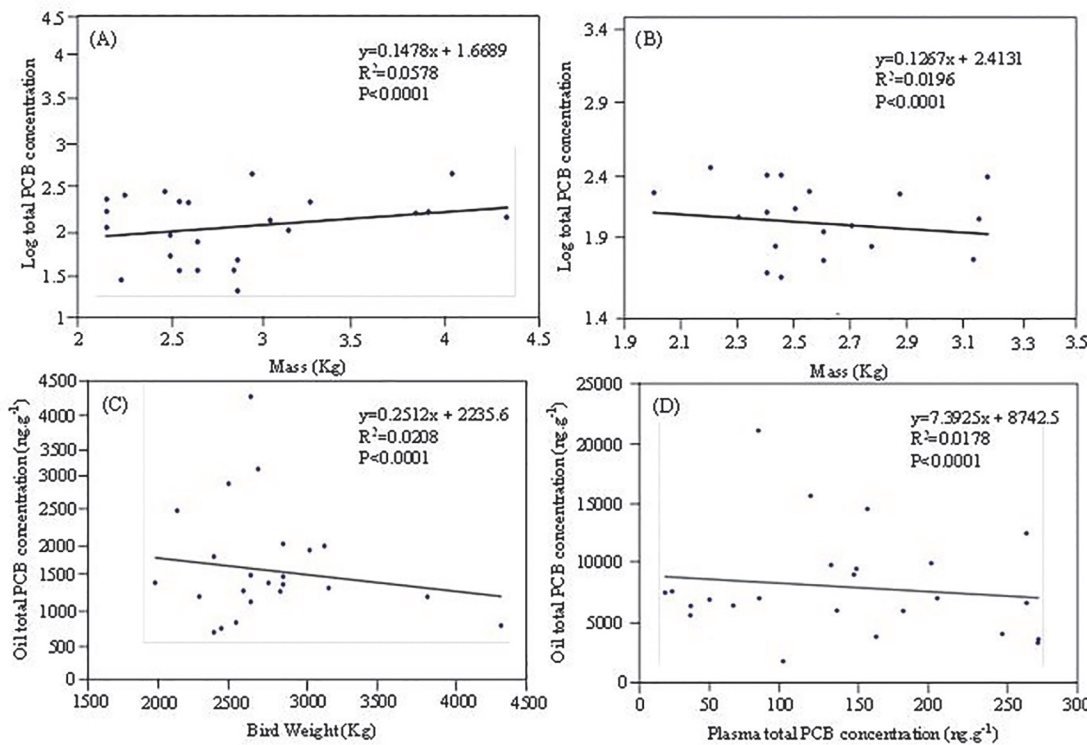 (A)
Log total PCB concentration
4.5
4
3.5
3
2.5
2
1.5
1
y=0.1478x + 1.6689
R²=0.0578
P<0.0001
2 2.5 3 3.5 4 4.5
Mass (Kg)
(B)
Log total PCB concentration
3.4
2.9
2.4
1.9
1.4
y=0.1267x + 2.4131
R²=0.0196
P<0.0001
1.9 2.1 2.3 2.5 2.7 2.9 3.1 3.3 3.5
Mass (Kg)
(C)
Oil total PCB concentration (ng.g⁻¹)
4500
4000
3500
3000
2500
2000
1500
1000
500
0
y=0.2512x + 2235.6
R²=0.0208
P<0.0001
1500 2000 2500 3000 3500 4000 4500
Bird Weight (Kg)
(D)
Oil total PCB concentration (ng.g⁻¹)
25000
20000
15000
10000
5000
0
y=7.3925x + 8742.5
R²=0.0178
P<0.0001
0 50 100 150 200 250 300
Plasma total PCB concentration (ng.g⁻¹)